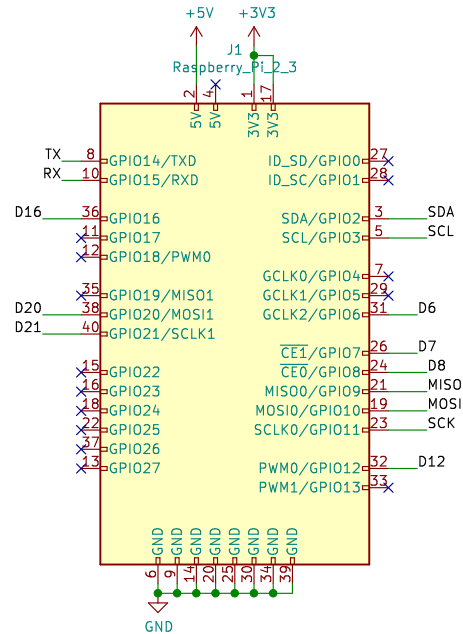 +5V +3V3
J1
Raspberry_Pi_2_3
2 4 1 17
5V 5V 3V3 3V3
TX 8 GPIO14/TXD ID_SD/GPIO0 27
RX 10 GPIO15/RXD ID_SC/GPIO1 28
D16 36 GPIO16 SDA/GPIO2 3 SDA
11 GPIO17 SCL/GPIO3 5 SCL
12 GPIO18/PWM0
GCLK0/GPIO4 7
35 GPIO19/MISO1 GCLK1/GPIO5 29
D20 38 GPIO20/MOSI1 GCLK2/GPIO6 31 D6
D21 40 GPIO21/SCLK1
CE1/GPIO7 26 D7
15 GPIO22 CE0/GPIO8 24 D8
16 GPIO23 MISO0/GPIO9 21 MISO
18 GPIO24 MOSI0/GPIO10 19 MOSI
22 GPIO25 SCLK0/GPIO11 23 SCK
37 GPIO26
13 GPIO27 PWM0/GPIO12 32 D12
PWM1/GPIO13 33
GND GND GND GND GND GND GND GND
6 9 14 20 25 30 34 39
GND